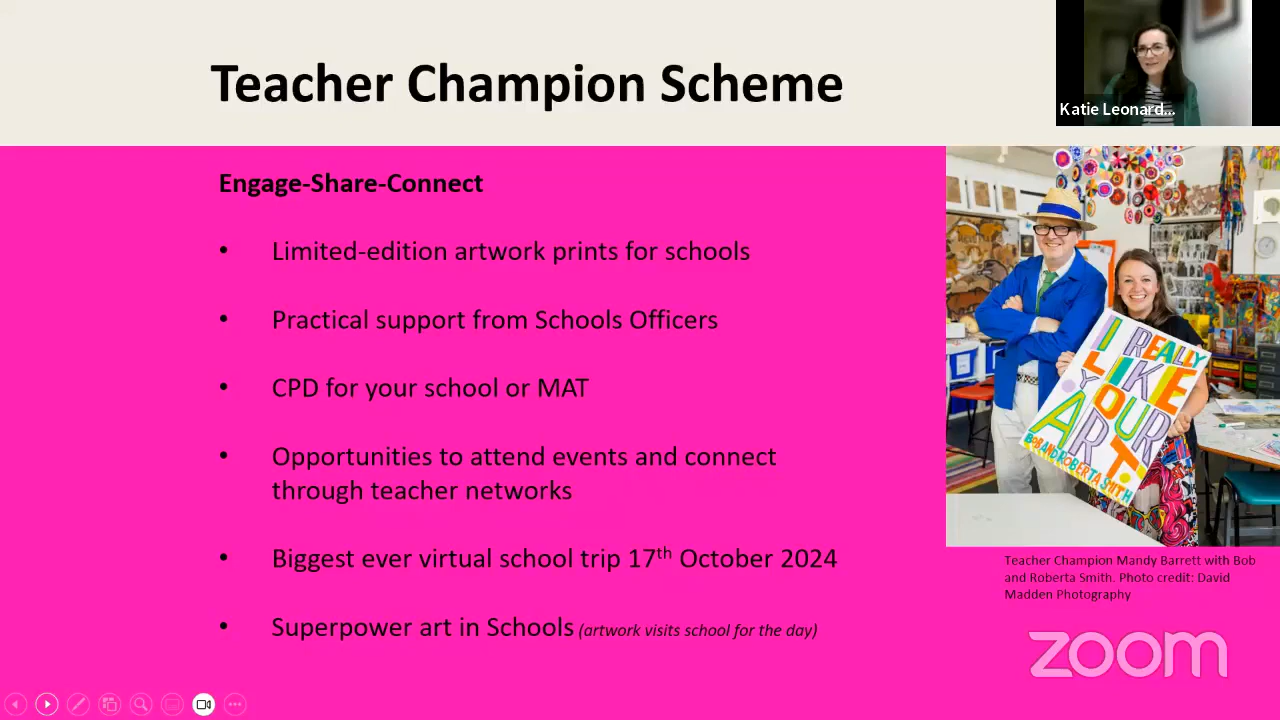 Teacher Champion Scheme
Katie Leonard...
Engage-Share-Connect
• Limited-edition artwork prints for schools
• Practical support from Schools Officers
• CPD for your school or MAT
• Opportunities to attend events and connect
through teacher networks
• Biggest ever virtual school trip 17th October 2024
• Superpower art in Schools (artwork visits school for the day)
I REALLY
LIKE
YOUR
ART.
BOB AND ROBERTA SMITH
Teacher Champion Mandy Barrett with Bob
and Roberta Smith. Photo credit: David
Madden Photography
zoom